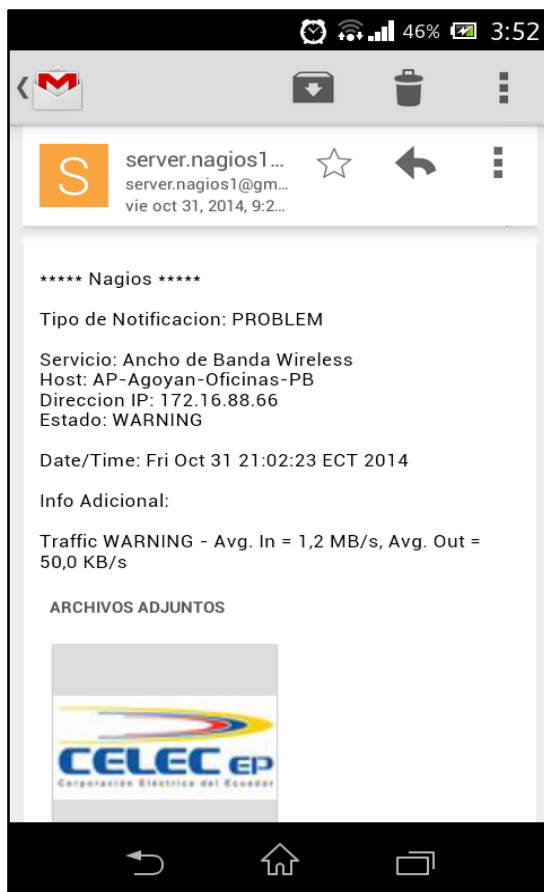 46% 3:52
S
server.nagios1...
server.nagios1@gm...
vie oct 31, 2014, 9:2...
***** Nagios *****
Tipo de Notificacion: PROBLEM
Servicio: Ancho de Banda Wireless
Host: AP-Agoyan-Oficinas-PB
Direccion IP: 172.16.88.66
Estado: WARNING
Date/Time: Fri Oct 31 21:02:23 ECT 2014
Info Adicional:
Traffic WARNING - Avg. In = 1,2 MB/s, Avg. Out =
50,0 KB/s
ARCHIVOS ADJUNTOS
CELEC EP
Corporación Eléctrica del Ecuador